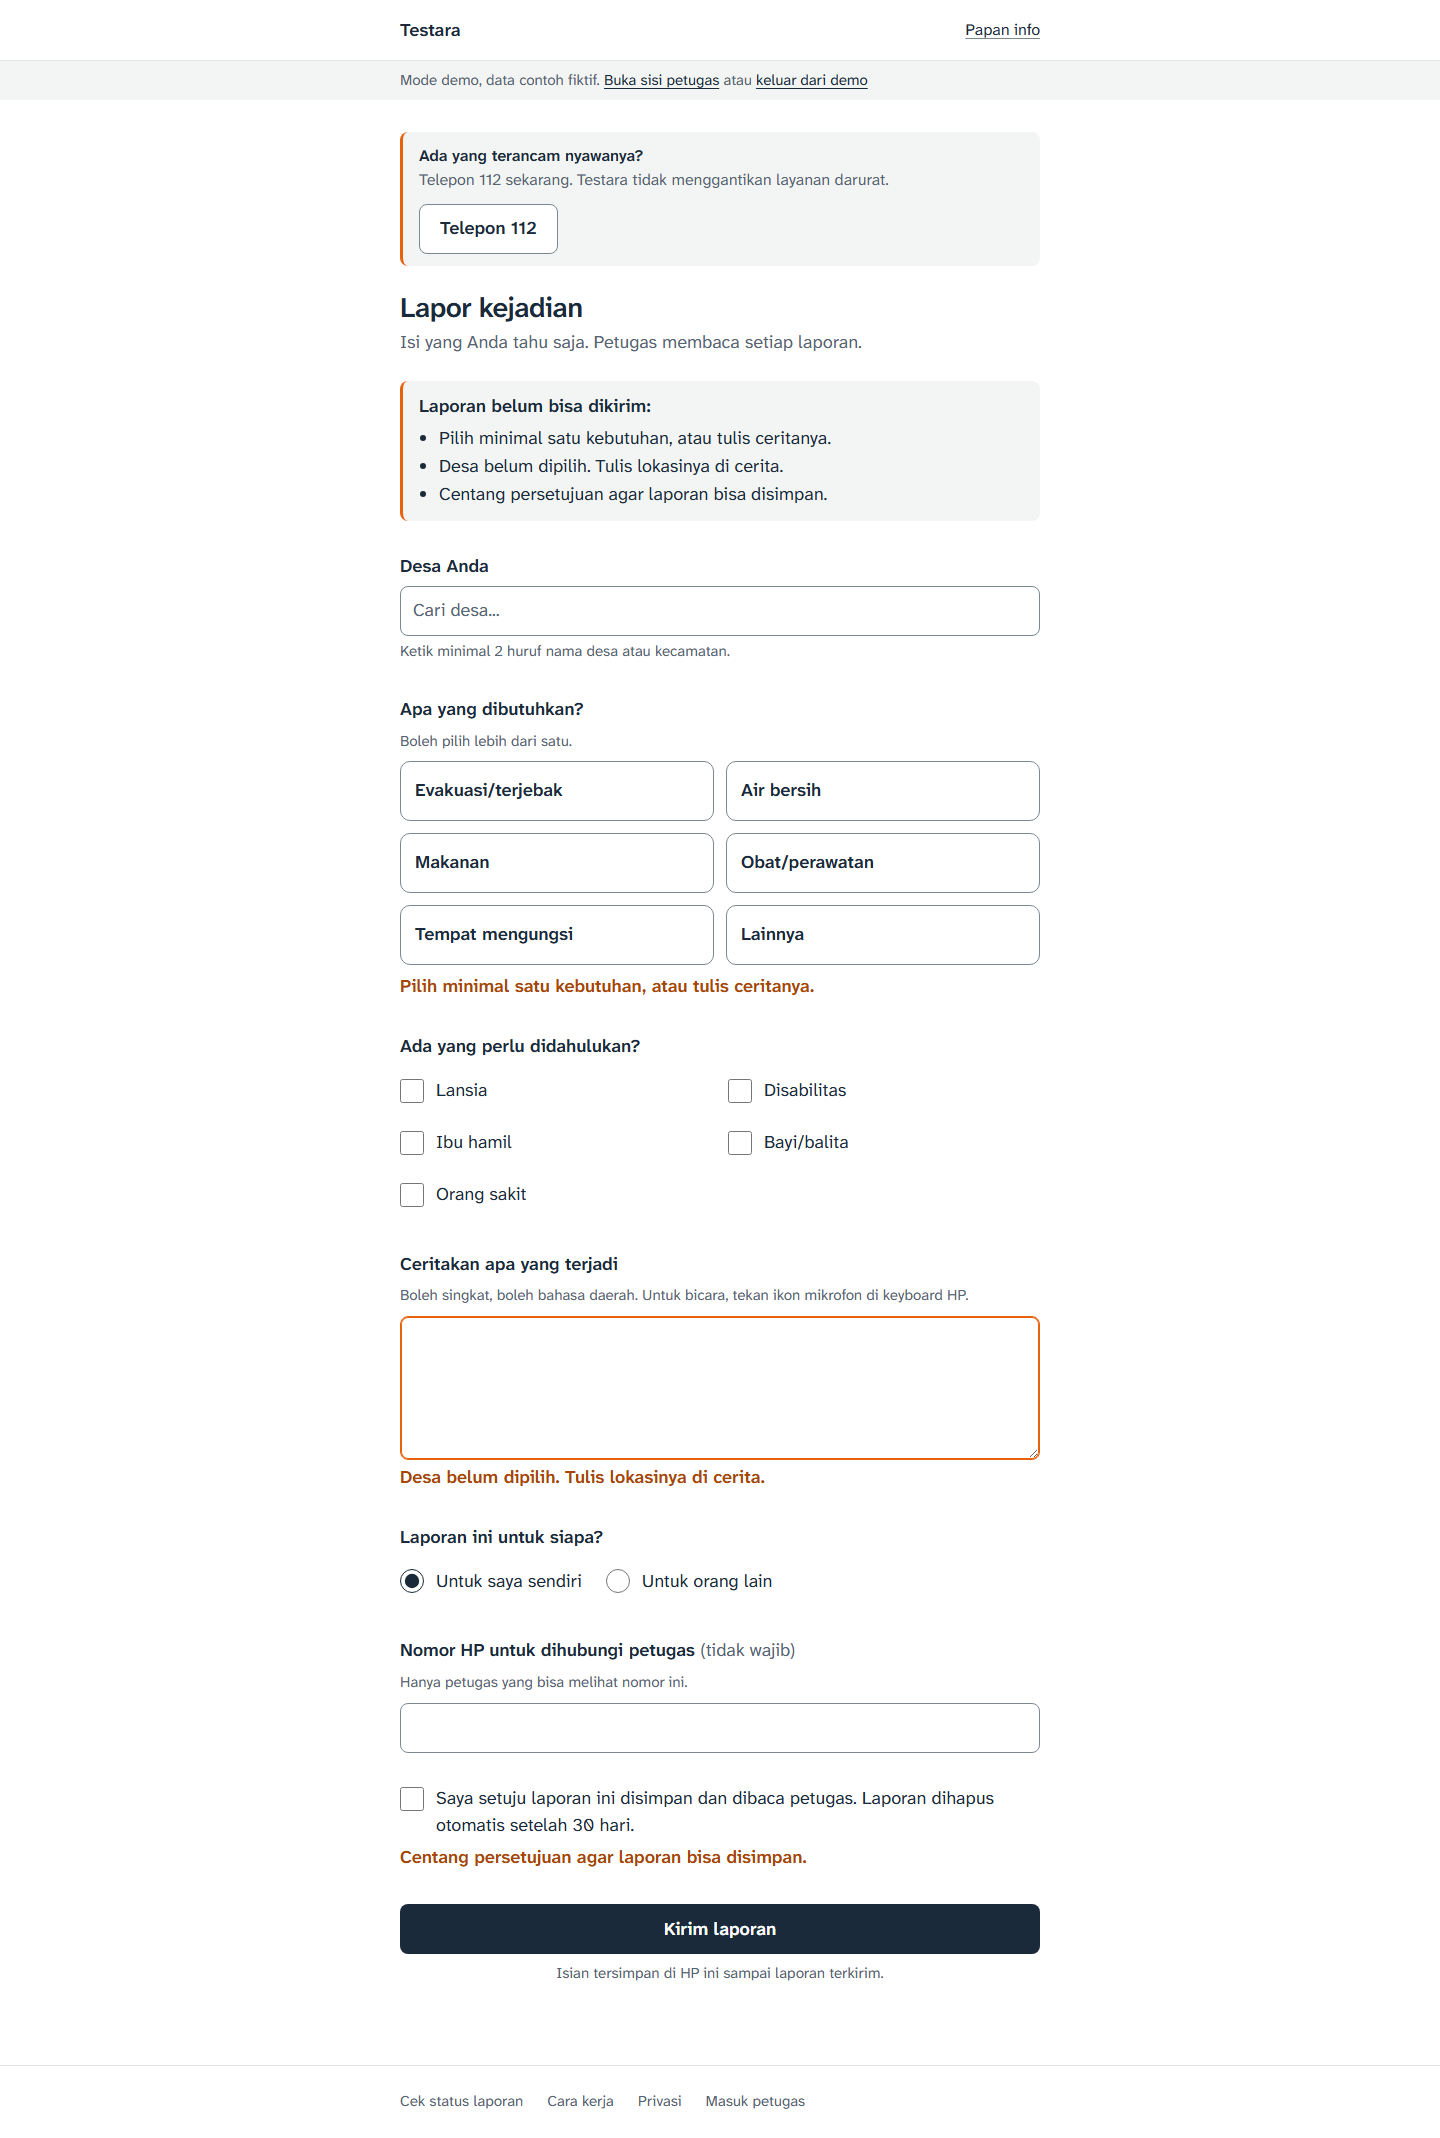 Testara
Papan info
Mode demo, data contoh fiktif. Buka sisi petugas atau keluar dari demo
Ada yang terancam nyawanya?
Telepon 112 sekarang. Testara tidak menggantikan layanan darurat.
Telepon 112
Lapor kejadian
Isi yang Anda tahu saja. Petugas membaca setiap laporan.
Laporan belum bisa dikirim:
• Pilih minimal satu kebutuhan, atau tulis ceritanya.
• Desa belum dipilih. Tulis lokasinya di cerita.
• Centang persetujuan agar laporan bisa disimpan.
Desa Anda
Cari desa...
Ketik minimal 2 huruf nama desa atau kecamatan.
Apa yang dibutuhkan?
Boleh pilih lebih dari satu.
Evakuasi/terjebak
Air bersih
Makanan
Obat/perawatan
Tempat mengungsi
Lainnya
Pilih minimal satu kebutuhan, atau tulis ceritanya.
Ada yang perlu didahulukan?
Lansia
Disabilitas
Ibu hamil
Bayi/balita
Orang sakit
Ceritakan apa yang terjadi
Boleh singkat, boleh bahasa daerah. Untuk bicara, tekan ikon mikrofon di keyboard HP.
Desa belum dipilih. Tulis lokasinya di cerita.
Laporan ini untuk siapa?
Untuk saya sendiri
Untuk orang lain
Nomor HP untuk dihubungi petugas (tidak wajib)
Hanya petugas yang bisa melihat nomor ini.
Saya setuju laporan ini disimpan dan dibaca petugas. Laporan dihapus
otomatis setelah 30 hari.
Centang persetujuan agar laporan bisa disimpan.
Kirim laporan
Isian tersimpan di HP ini sampai laporan terkirim.
Cek status laporan
Cara kerja
Privasi
Masuk petugas